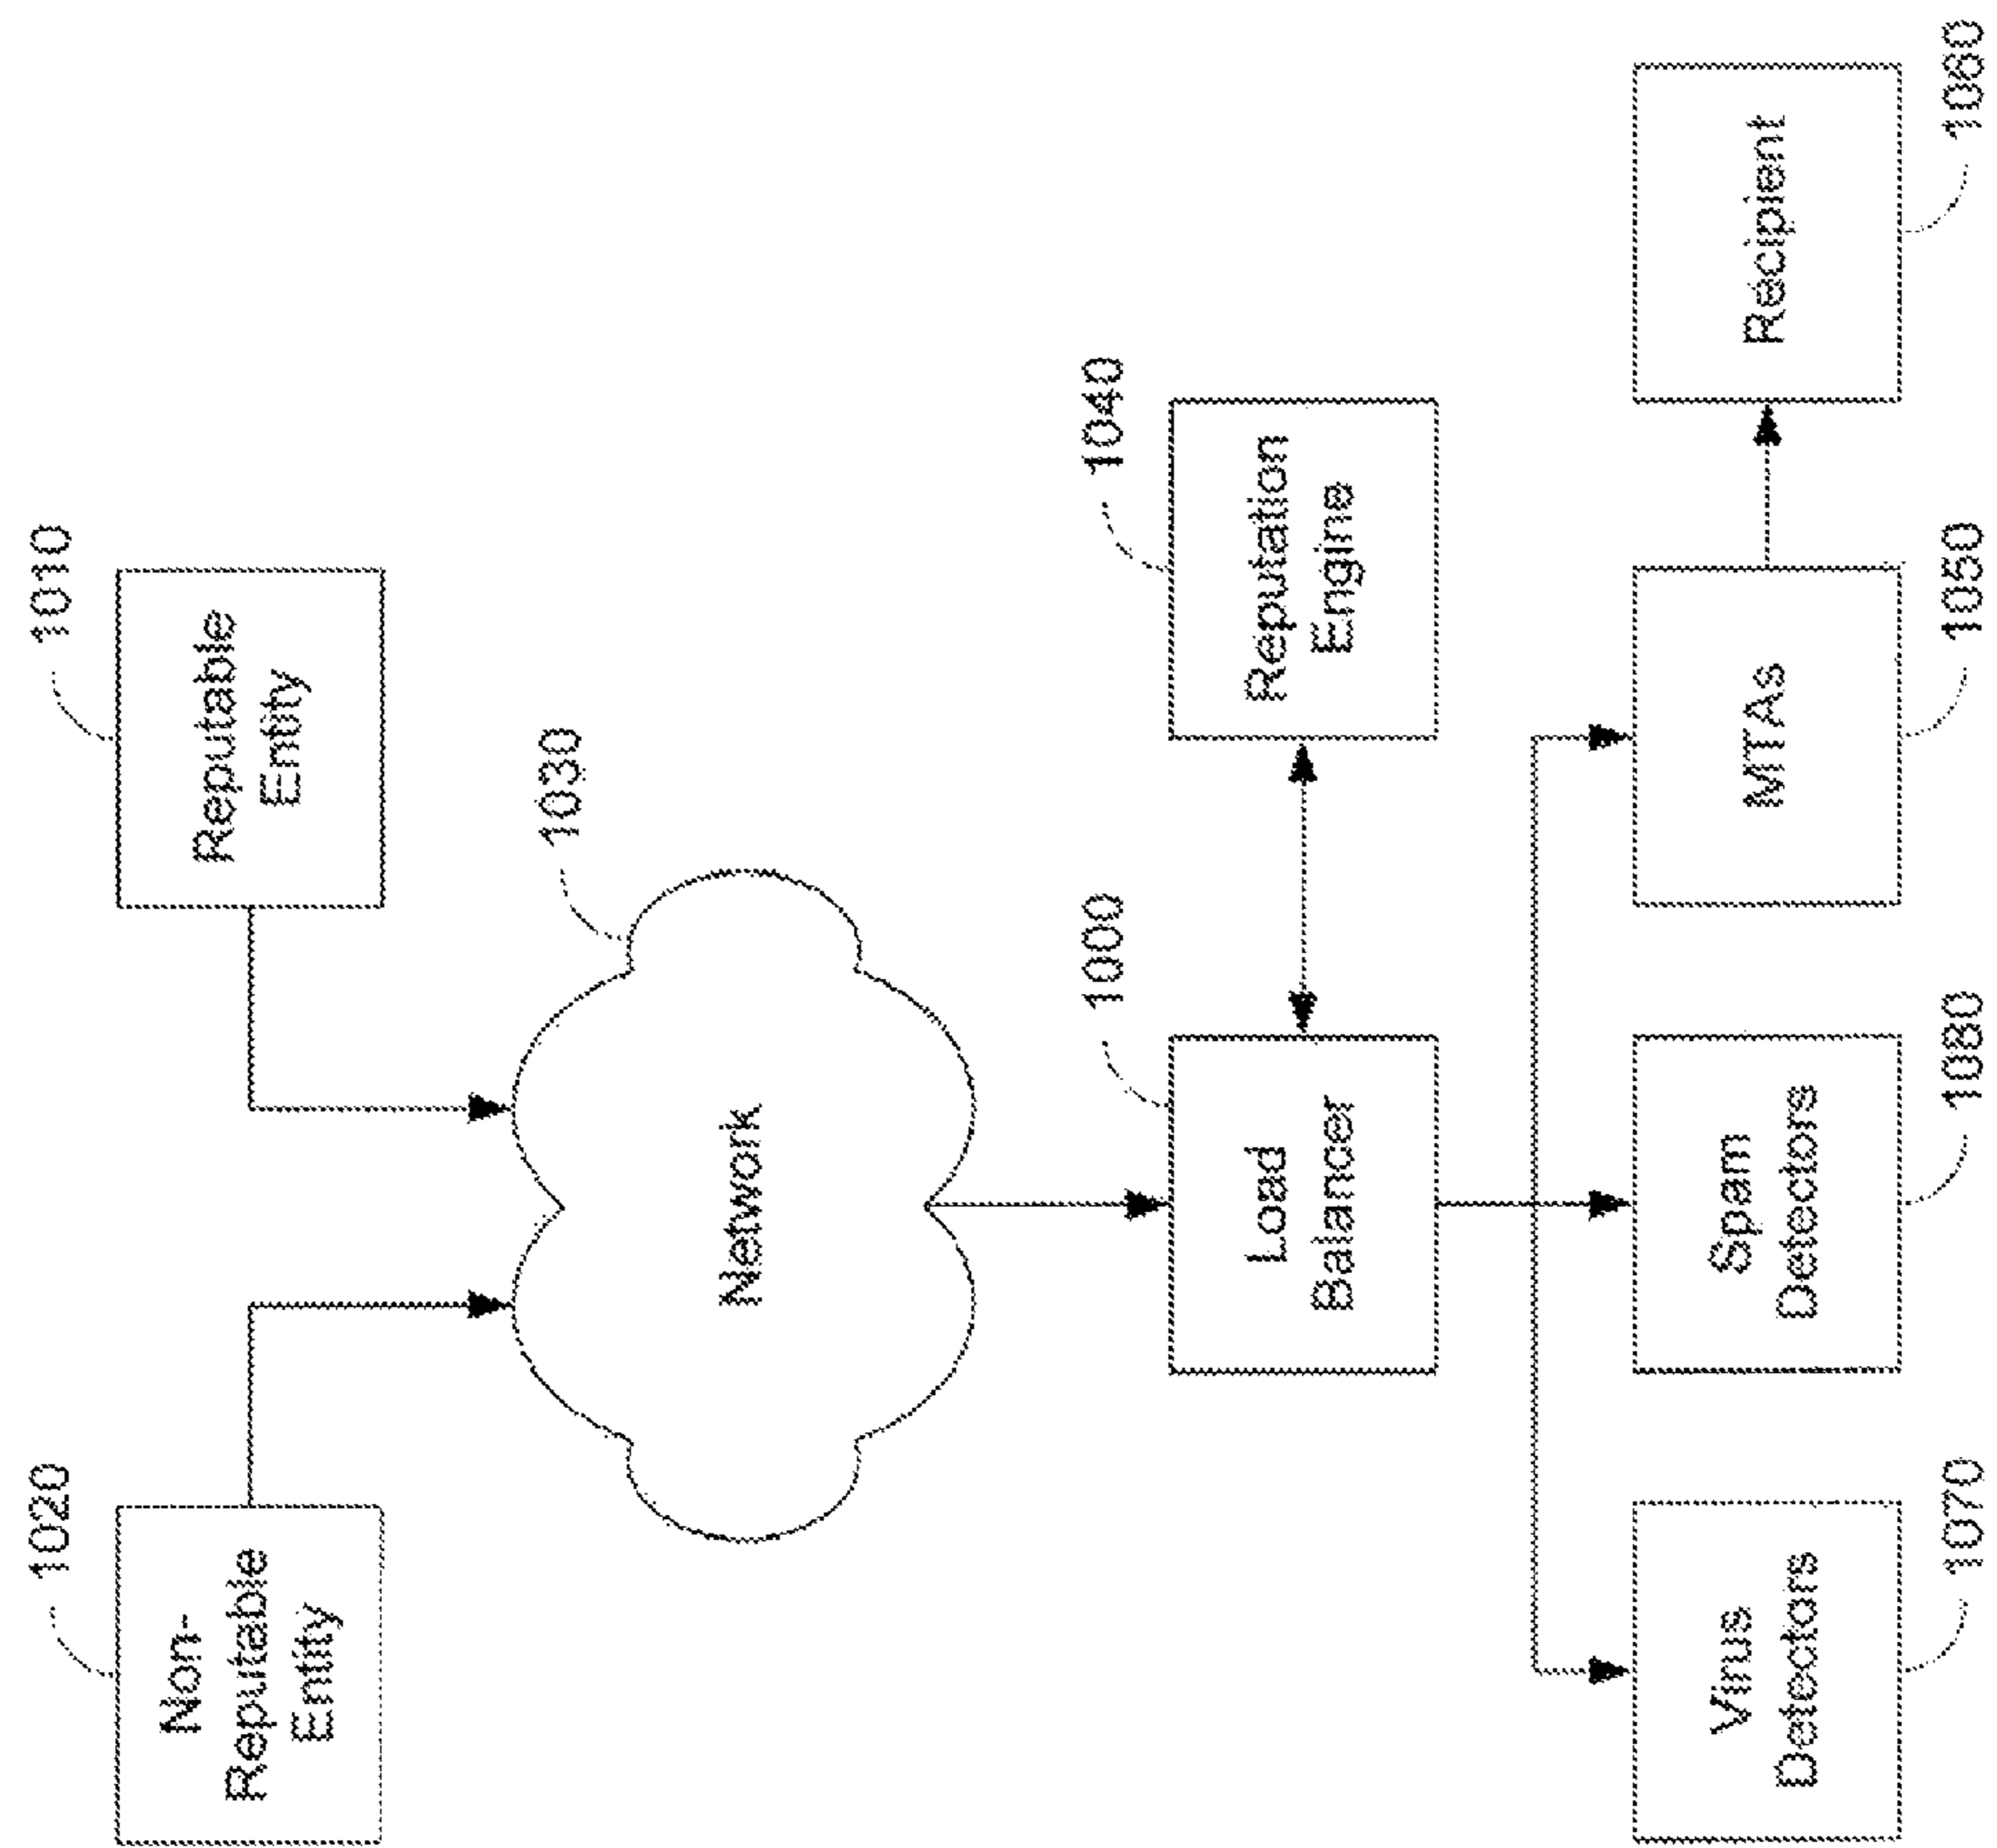 1020
Non-
Reputable
Entity
1010
Reputable
Entity
1030
Network
1000
Load
Balancer
1040
Reputation
Engine
Virus
Detectors
1070
Spam
Detectors
1080
MTAs
1050
Recipient
1060